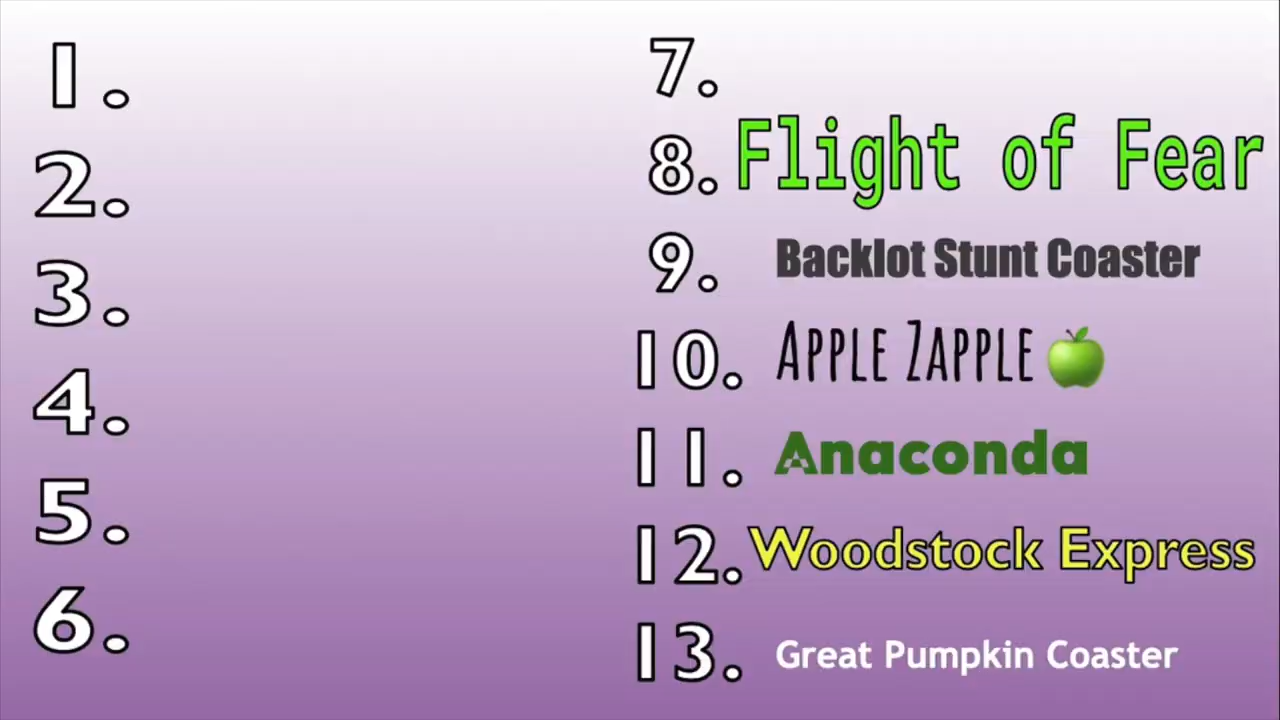 1.
2.
3.
4.
5.
6.
7.
8. Flight of Fear
9. Backlot Stunt Coaster
10. Apple Zapple
11. Anaconda
12. Woodstock Express
13. Great Pumpkin Coaster